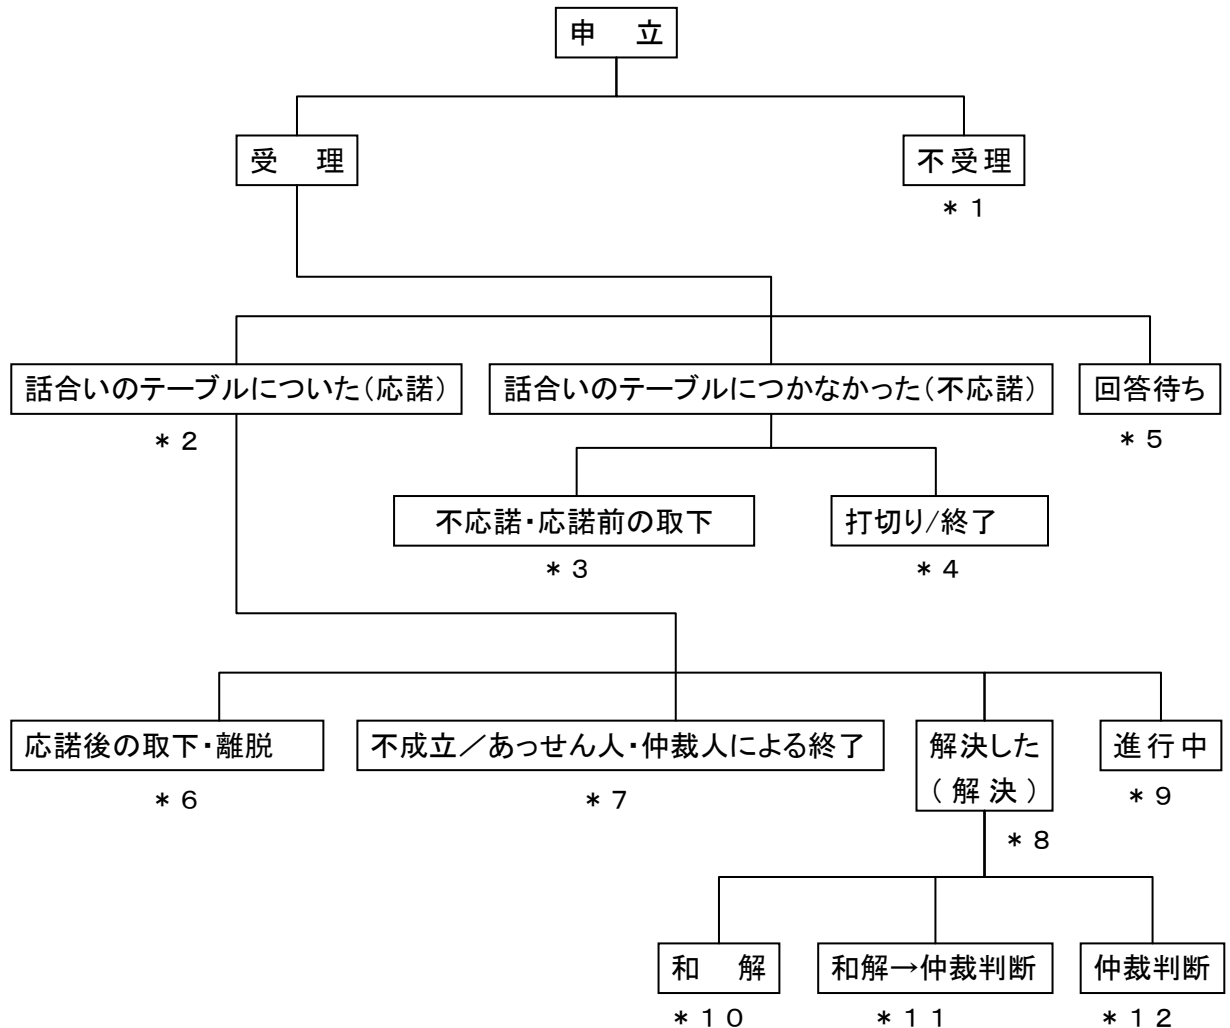 申　立
受　理
不受理
＊１
話合いのテーブルについた（応諾）
話合いのテーブルにつかなかった（不応諾）
回答待ち
＊２
＊５
不応諾・応諾前の取下
打切り/終了
＊３
＊４
応諾後の取下・離脱
不成立／あっせん人・仲裁人による終了
解決した
（解決）
進行中
＊６
＊７
＊９
＊８
和　解
和解→仲裁判断
仲裁判断
＊１０
＊１１
＊１２